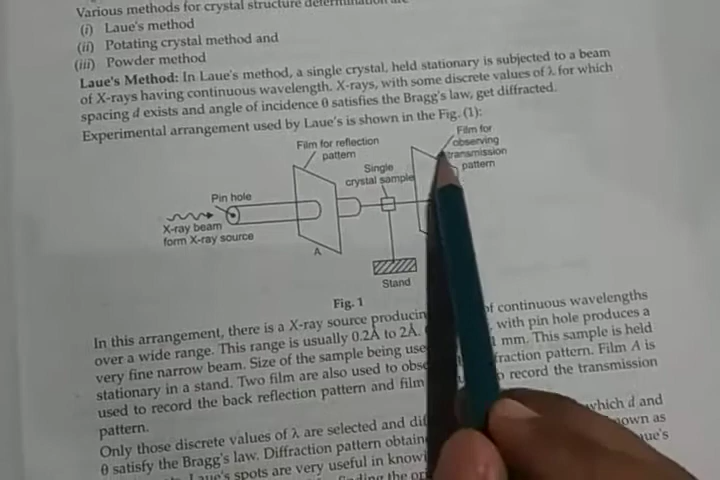 Various methods for crystal structure determination are
(i) Laue's method
(ii) Potating crystal method and
(iii) Powder method
Laue's Method: In Laue's method, a single crystal, held stationary is subjected to a beam
of X-rays having continuous wavelength. X-rays, with some discrete values of λ for which
spacing d exists and angle of incidence θ satisfies the Bragg's law, get diffracted.
Experimental arrangement used by Laue's is shown in the Fig. (1):
Film for reflection
pattern
Film for
observing
transmission
pattern
Single
crystal sample
Pin hole
X-ray beam
form X-ray source
A
Stand
Fig. 1
In this arrangement, there is a X-ray source of continuous wavelengths
over a wide range. This range is usually 0.2Å to 2Å. with pin hole produces a
very fine narrow beam. Size of the sample being mm. This sample is held
stationary in a stand. Two film are also used to pattern. Film A is
used to record the back reflection pattern and film record the transmission
pattern.
Only those discrete values of λ are selected and which d and
θ satisfy the Bragg's law. Diffraction pattern as
spots are very useful in